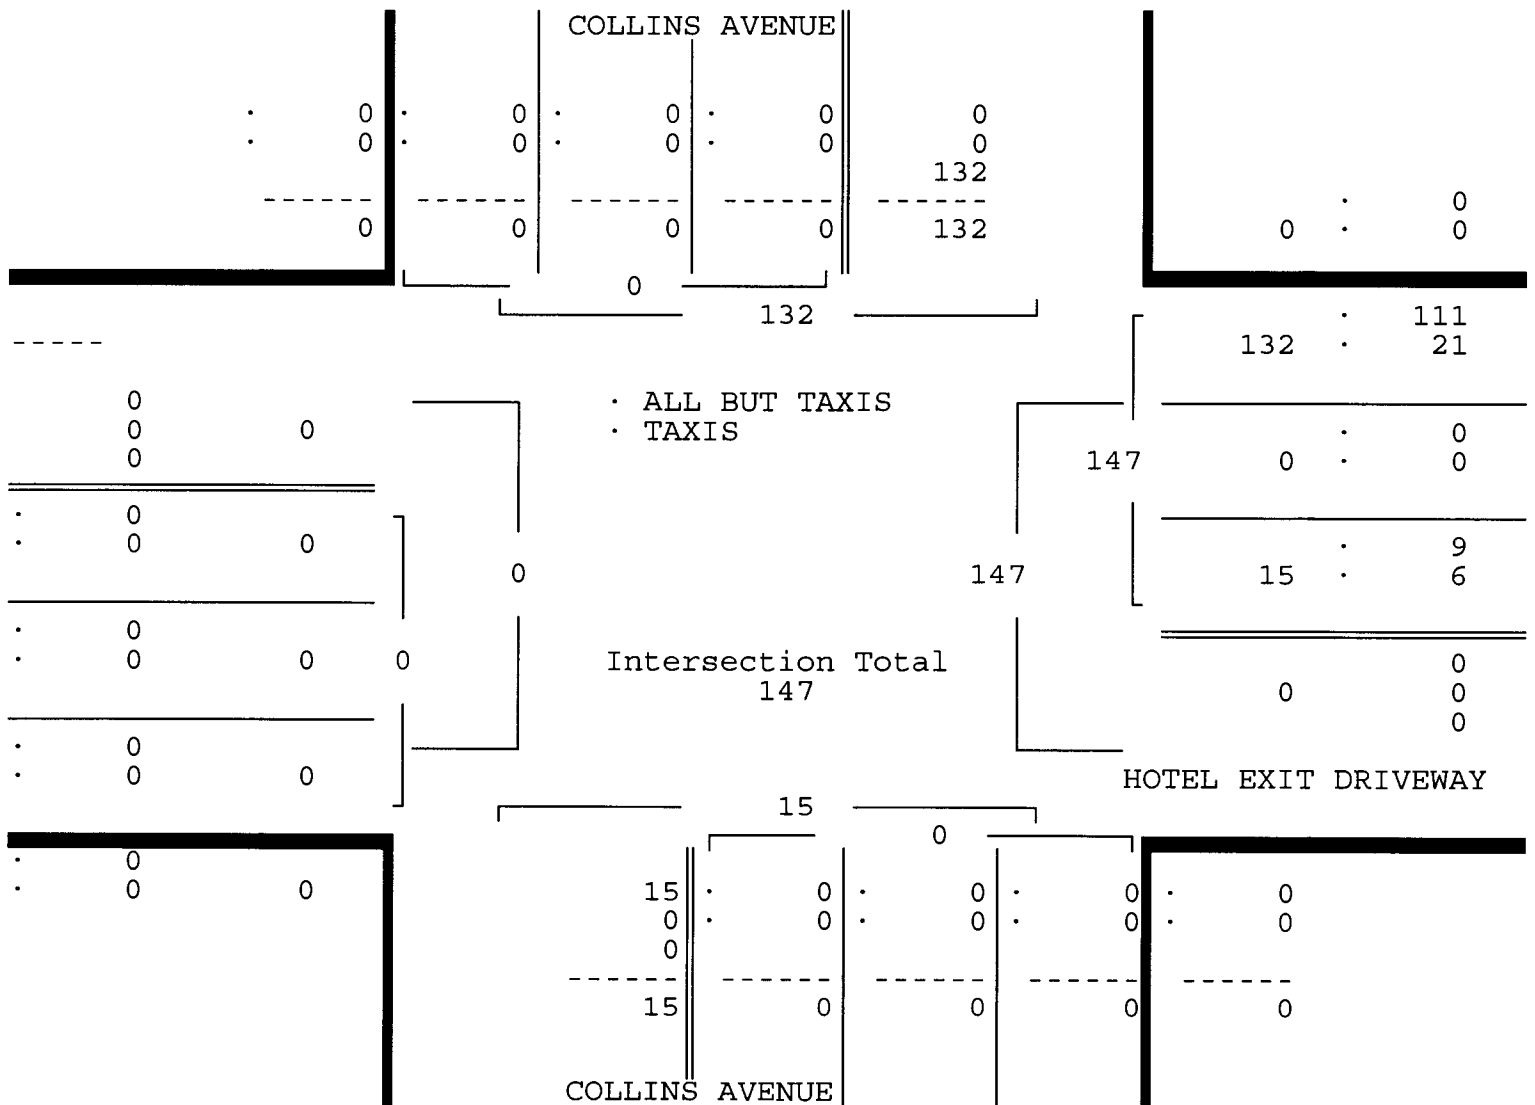 COLLINS AVENUE
· 0 · 0 · 0 · 0 0
· 0 · 0 · 0 · 0 0
132
------ ------ ------ ------ ------ · 0
0 0 0 0 132 0 · 0
0
132 · 111
----- 132 · 21
0 · ALL BUT TAXIS
0 0 · TAXIS · 0
0 147 0 · 0
· 0
· 0 0 · 9
0 147 15 · 6
· 0
· 0 0 0 Intersection Total 0
147 0 0
0
· 0
· 0 0 HOTEL EXIT DRIVEWAY
15
0
· 0
· 0 0 15 · 0 · 0 · 0 · 0
0 · 0 · 0 · 0 · 0
0
------ ------ ------ ------ ------
15 0 0 0 0
COLLINS AVENUE